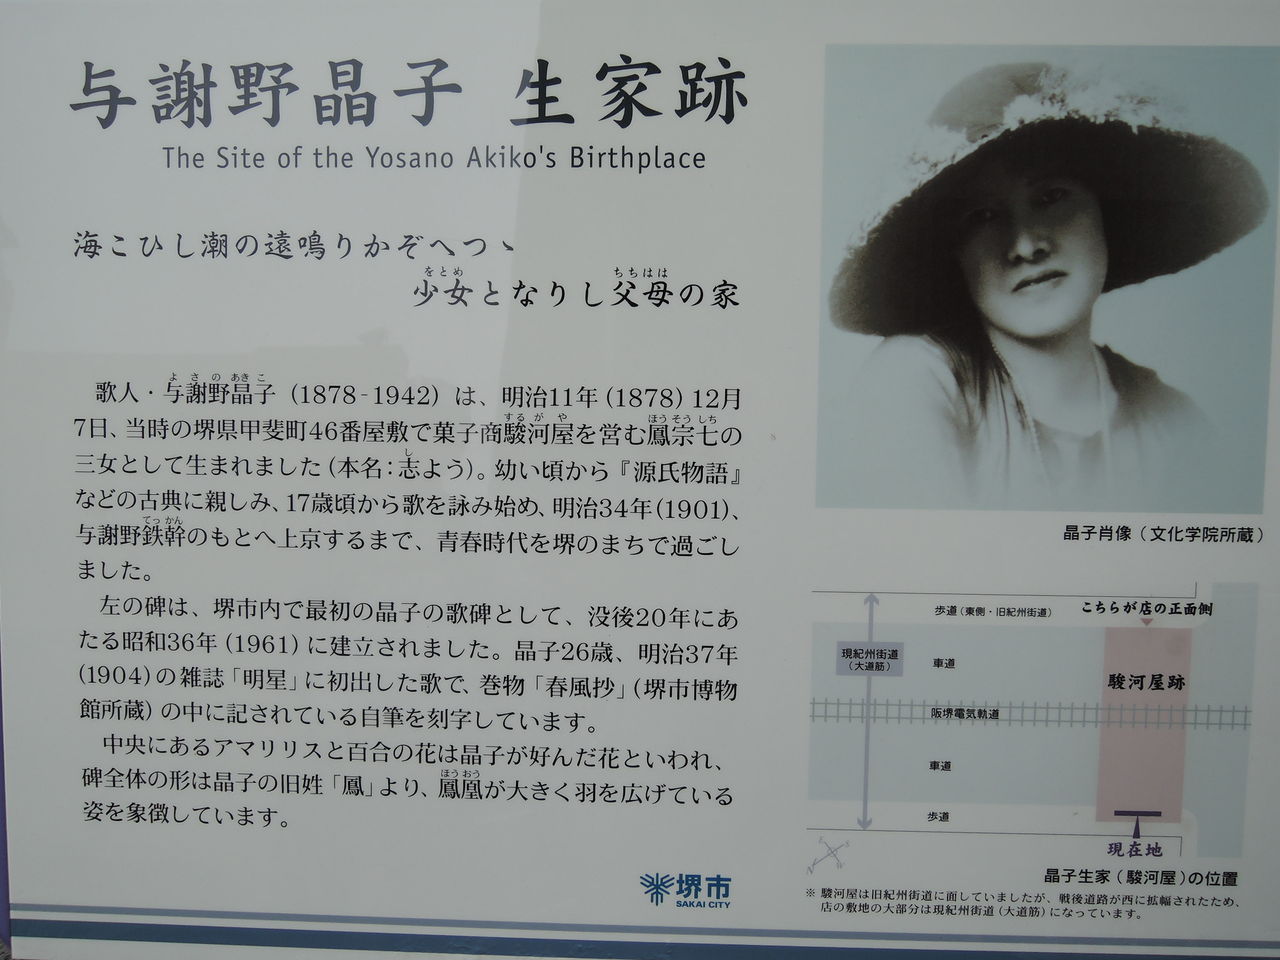 与謝野晶子 生家跡
The Site of the Yosano Akiko's Birthplace
海こひし潮の遠鳴りかぞへつゝ
をとめ ちちはは
少女となりし父母の家
よさのあきこ
歌人・与謝野晶子 (1878-1942) は、明治11年 (1878) 12月
するがや ほうそうしち
7日、当時の堺県甲斐町46番屋敷で菓子商駿河屋を営む鳳宗七の
し
三女として生まれました (本名:志よう)。幼い頃から『源氏物語』
などの古典に親しみ、17歳頃から歌を詠み始め、明治34年(1901)、
てっかん
与謝野鉄幹のもとへ上京するまで、青春時代を堺のまちで過ごし
ました。
左の碑は、堺市内で最初の晶子の歌碑として、没後20年にあ
たる昭和36年 (1961) に建立されました。晶子26歳、明治37年
(1904) の雑誌「明星」に初出した歌で、巻物「春風抄」(堺市博物
館所蔵) の中に記されている自筆を刻字しています。
中央にあるアマリリスと百合の花は晶子が好んだ花といわれ、
ほうおう
碑全体の形は晶子の旧姓「鳳」より、鳳凰が大きく羽を広げている
姿を象徴しています。
堺市
SAKAI CITY
晶子肖像 (文化学院所蔵)
歩道 (東側・旧紀州街道)
こちらが店の正面側
現紀州街道
(大道筋)
車道
駿河屋跡
阪堺電気軌道
車道
歩道
現在地
N E S W
晶子生家 (駿河屋) の位置
※ 駿河屋は旧紀州街道に面していましたが、戦後道路が西に拡幅されたため、
店の敷地の大部分は現紀州街道 (大道筋) になっています。